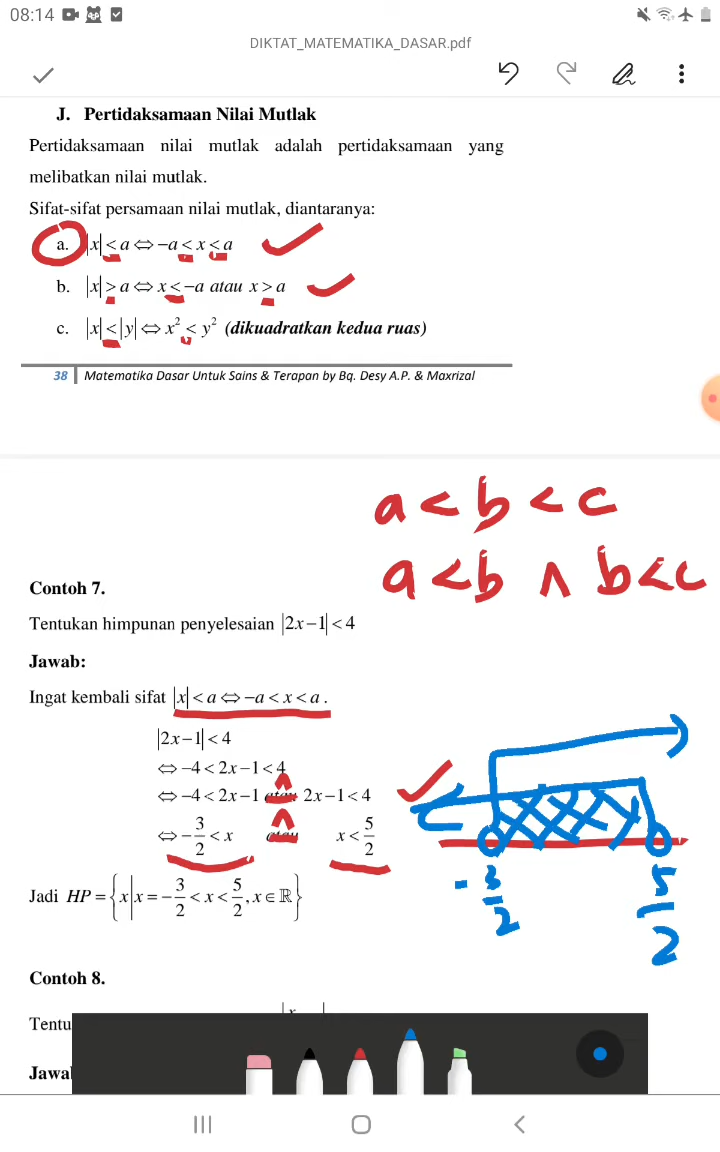 08:14
DIKTAT_MATEMATIKA_DASAR.pdf
J. Pertidaksamaan Nilai Mutlak
Pertidaksamaan nilai mutlak adalah pertidaksamaan yang
melibatkan nilai mutlak.
Sifat-sifat persamaan nilai mutlak, diantaranya:
a. |x| < a ⇔ −a < x < a
b. |x| > a ⇔ x < −a atau x > a
c. |x| < |y| ⇔ x² < y² (dikuadratkan kedua ruas)
38 | Matematika Dasar Untuk Sains & Terapan by Bq. Desy A.P. & Maxrizal
a < b < c
a < b ∧ b < c
Contoh 7.
Tentukan himpunan penyelesaian |2x−1| < 4
Jawab:
Ingat kembali sifat |x| < a ⇔ −a < x < a.
|2x−1| < 4
⇔ −4 < 2x−1 < 4
⇔ −4 < 2x−1 atau ∧ 2x−1 < 4
⇔ −3/2 < x atau ∧ x < 5/2
-3/2 5/2
Jadi HP = {x|x = −3/2 < x < 5/2, x ∈ ℝ}
Contoh 8.
Tentu
Jawa